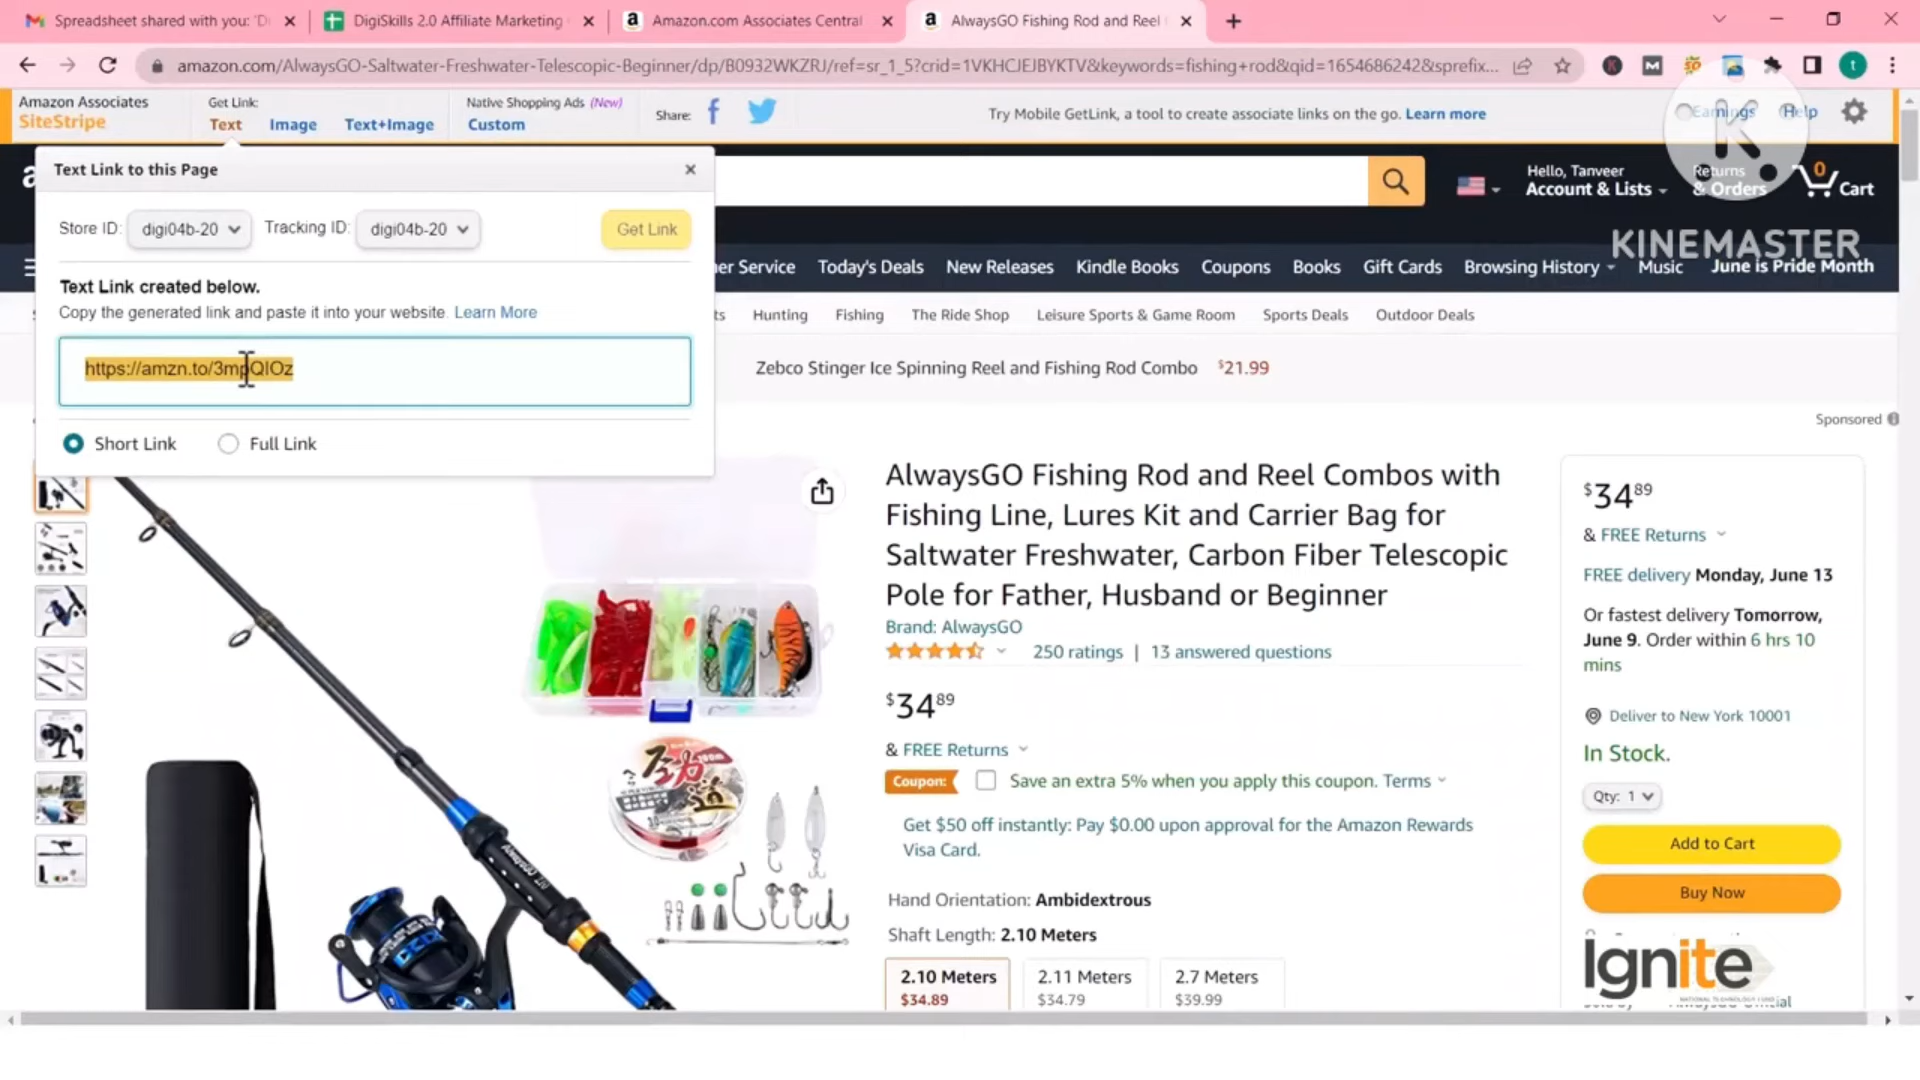 Spreadsheet shared with you: 'Di
DigiSkills 2.0 Affiliate Marketing
Amazon.com Associates Central
AlwaysGO Fishing Rod and Reel
amazon.com/AlwaysGO-Saltwater-Freshwater-Telescopic-Beginner/dp/B0932WKZRJ/ref=sr_1_5?crid=1VKHCJEJBYKTV&keywords=fishing+rod&qid=1654686242&sprefix...
Amazon Associates
SiteStripe
Get Link:
Text
Image
Text+Image
Native Shopping Ads (New)
Custom
Share:
Try Mobile GetLink, a tool to create associate links on the go. Learn more
Earnings
Help
K
KINEMASTER
Text Link to this Page
Store ID: digi04b-20
Tracking ID: digi04b-20
Get Link
Text Link created below.
Copy the generated link and paste it into your website. Learn More
https://amzn.to/3mpQIOz
Short Link
Full Link
Hello, Tanveer
Account & Lists
Returns
& Orders
0
Cart
er Service
Today's Deals
New Releases
Kindle Books
Coupons
Books
Gift Cards
Browsing History
Music
June is Pride Month
ts
Hunting
Fishing
The Ride Shop
Leisure Sports & Game Room
Sports Deals
Outdoor Deals
Zebco Stinger Ice Spinning Reel and Fishing Rod Combo $21.99
Sponsored
AlwaysGO Fishing Rod and Reel Combos with
Fishing Line, Lures Kit and Carrier Bag for
Saltwater Freshwater, Carbon Fiber Telescopic
Pole for Father, Husband or Beginner
Brand: AlwaysGO
250 ratings | 13 answered questions
$34 89
& FREE Returns
Coupon:
Save an extra 5% when you apply this coupon. Terms
Get $50 off instantly: Pay $0.00 upon approval for the Amazon Rewards
Visa Card.
Hand Orientation: Ambidextrous
Shaft Length: 2.10 Meters
2.10 Meters
$34.89
2.11 Meters
$34.79
2.7 Meters
$39.99
$34 89
& FREE Returns
FREE delivery Monday, June 13
Or fastest delivery Tomorrow,
June 9. Order within 6 hrs 10
mins
Deliver to New York 10001
In Stock.
Qty: 1
Add to Cart
Buy Now
Ignite